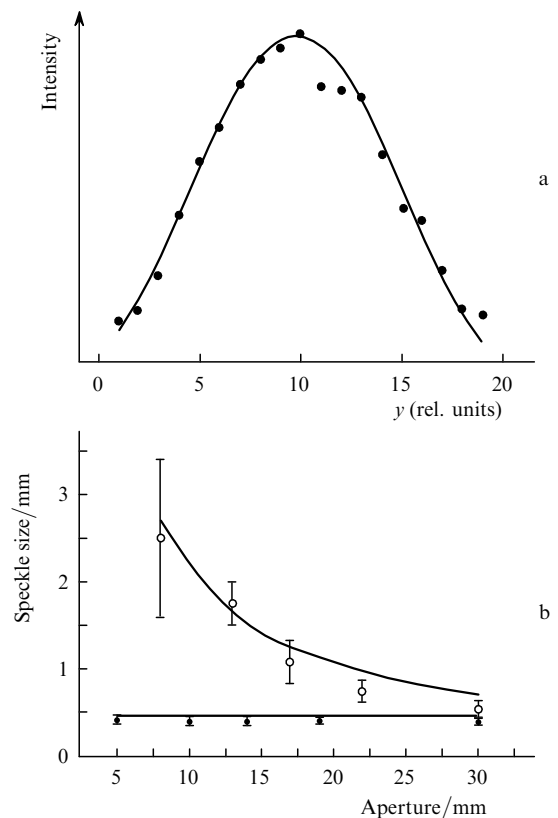 Intensity
a
0 5 10 15 20
y (rel. units)
Speckle size/mm
3
2
1
0
b
5 10 15 20 25 30
Aperture/mm